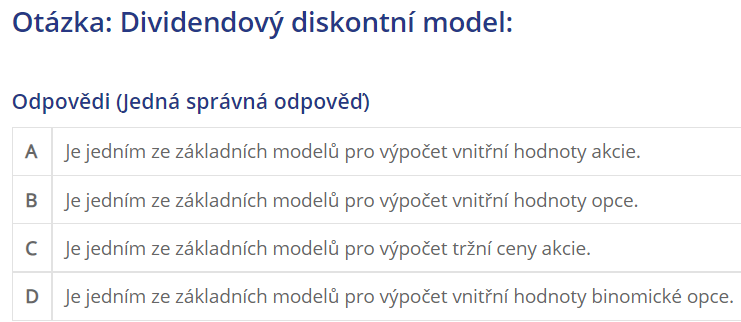 Otázka: Dividendový diskontní model:
Odpovědi (Jedná správná odpověď)
A Je jedním ze základních modelů pro výpočet vnitřní hodnoty akcie.
B Je jedním ze základních modelů pro výpočet vnitřní hodnoty opce.
C Je jedním ze základních modelů pro výpočet tržní ceny akcie.
D Je jedním ze základních modelů pro výpočet vnitřní hodnoty binomické opce.